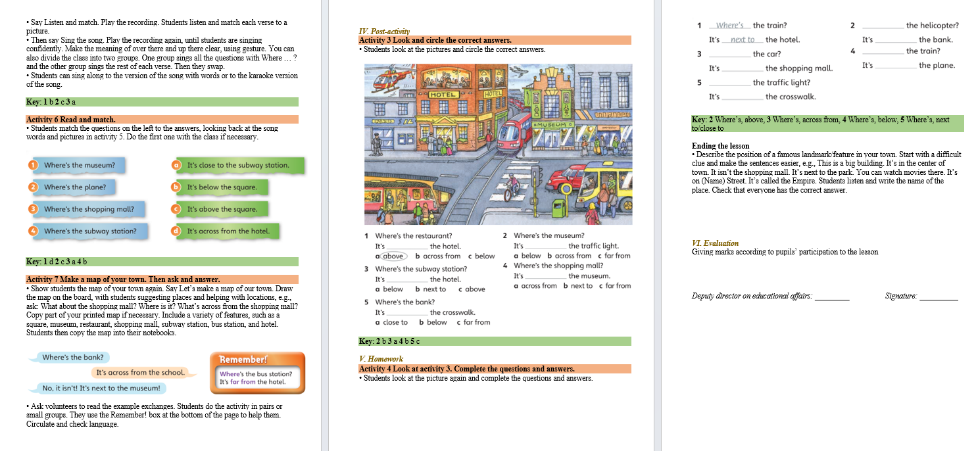 • Say Listen and match. Play the recording. Students listen and match each verse to a
picture.
• Then say Sing the song. Play the recording again, until students are singing
confidently. Make the meaning of over there and up there clear, using gesture. You can
also divide the class into two groups. One group sings all the questions with Where … ?
and the other group sings the rest of each verse. Then they swap.
• Students can sing along to the version of the song with words or to the karaoke version
of the song.
Key: 1 b 2 c 3 a
Activity 6 Read and match.
• Students match the questions on the left to the answers, looking back at the song
words and pictures in activity 5. Do the first one with the class if necessary.
1 Where's the museum?
a It's close to the subway station.
2 Where's the plane?
b It's below the square.
3 Where's the shopping mall?
c It's above the square.
4 Where's the subway station?
d It's across from the hotel.
Key: 1 d 2 c 3 a 4 b
Activity 7 Make a map of your town. Then ask and answer.
• Show students the map of your town. Say Let's make a map of our town. Draw
the map on the board, with students suggesting places and helping with locations, e.g.,
ask: What about the shopping mall? Where is it? What's across from the shopping mall?
Copy part of your printed map if necessary. Include a variety of features, such as a
square, museum, restaurant, shopping mall, subway station, bus station, and hotel.
Students then copy the map into their notebooks.
Where's the bank?
It's across from the school.
No, it isn't! It's next to the museum!
Remember!
Where's the bus station?
It's far from the hotel.
• Ask volunteers to read the example exchanges. Students do the activity in pairs or
small groups. They use the Remember! box at the bottom of the page to help them.
Circulate and check language.
IV. Post-activity
Activity 3 Look and circle the correct answers.
• Students look at the pictures and circle the correct answers.
HOTEL
HOTEL
MUSEUM
1 Where's the restaurant?
It's ________ the hotel.
a above b across from c below
2 Where's the museum?
It's ________ the traffic light.
a below b across from c far from
3 Where's the subway station?
It's ________ the hotel.
a below b next to c above
4 Where's the shopping mall?
It's ________ the museum.
a across from b next to c far from
5 Where's the bank?
It's ________ the crosswalk.
a close to b below c far from
Key: 2 b 3 a 4 b 5 c
V. Homework
Activity 4 Look at activity 3. Complete the questions and answers.
• Students look at the picture again and complete the questions and answers.
1 Where's the train?
It's next to the hotel.
2 ________ the helicopter?
It's ________ the bank.
3 ________ the car?
It's ________ the shopping mall.
4 ________ the train?
It's ________ the plane.
5 ________ the traffic light?
It's ________ the crosswalk.
Key: 2 Where's, above, 3 Where's, across from, 4 Where's, below, 5 Where's, next
to/close to
Ending the lesson
• Describe the position of a famous landmark/feature in your town. Start with a difficult
clue and make the sentences easier, e.g., This is a big building. It's in the center of
town. It isn't the shopping mall. It's next to the park. You can watch movies there. It's
on (Name) Street. It's called the Empire. Students listen and write the name of the
place. Check that everyone has the correct answer.
VI. Evaluation
Giving marks according to pupils' participation to the lesson
Deputy director on educational affairs: ________ Signature: ________